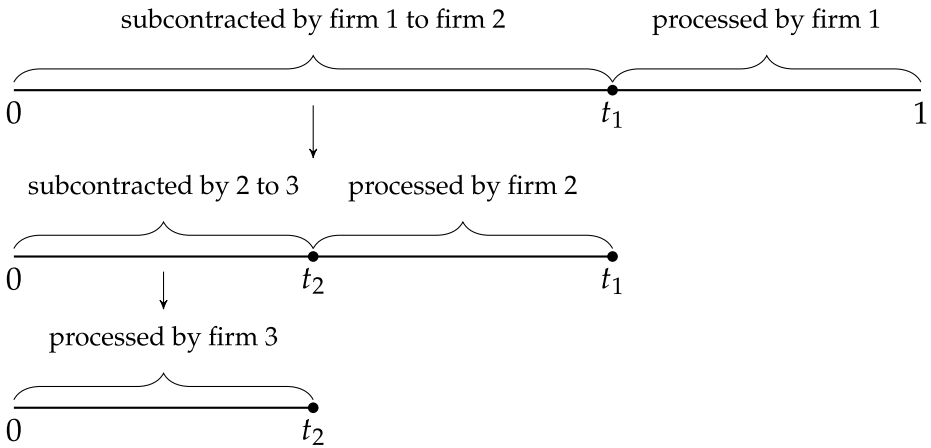 subcontracted by firm 1 to firm 2 processed by firm 1
0 t₁ 1
subcontracted by 2 to 3 processed by firm 2
0 t₂ t₁
processed by firm 3
0 t₂